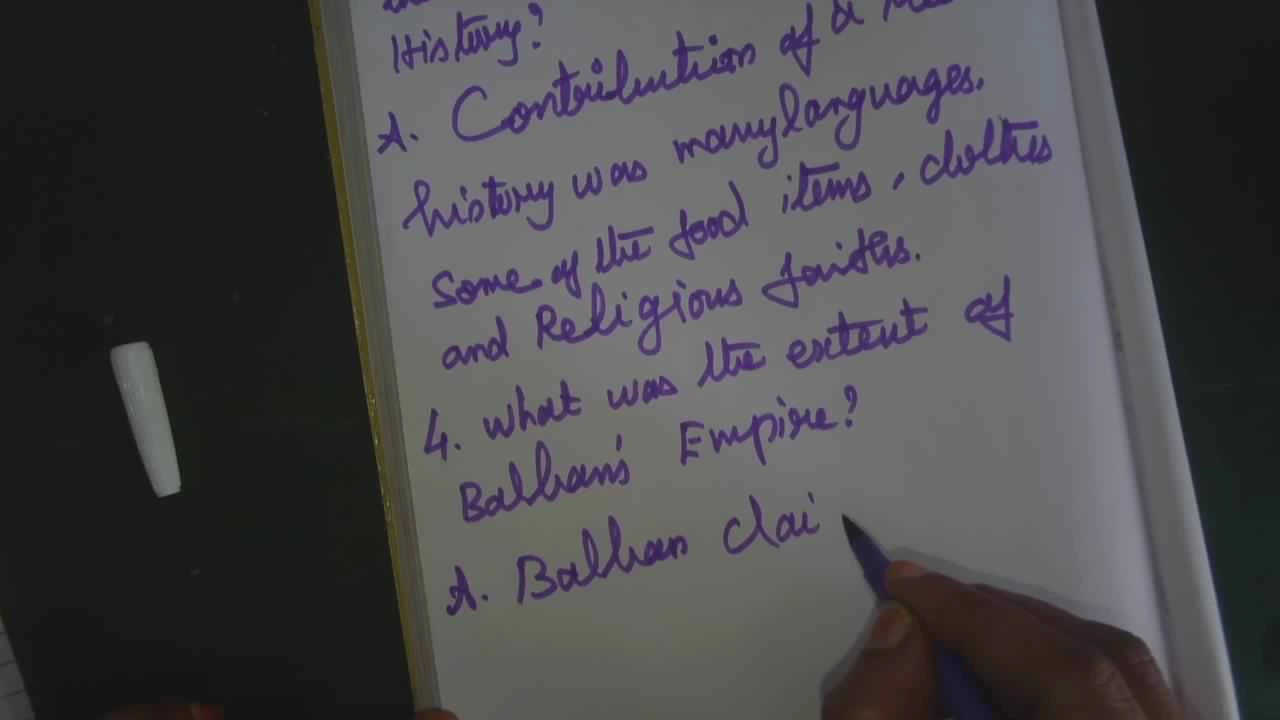 History?
A. Contribution of
history was many languages.
Some of the food items, clothes
and Religious faiths.
4. What was the extent of
Balban's Empire?
A. Balban clai